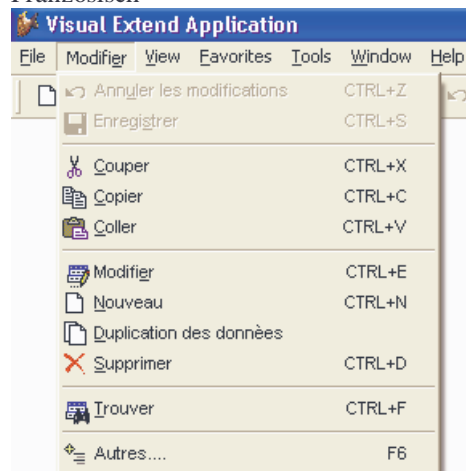 Französisch
Visual Extend Application
File Modifier View Favorites Tools Window Help
Annuler les modifications CTRL+Z
Enregistrer CTRL+S
Couper CTRL+X
Copier CTRL+C
Coller CTRL+V
Modifier CTRL+E
Nouveau CTRL+N
Duplication des donnèes
Supprimer CTRL+D
Trouver CTRL+F
Autres.... F6